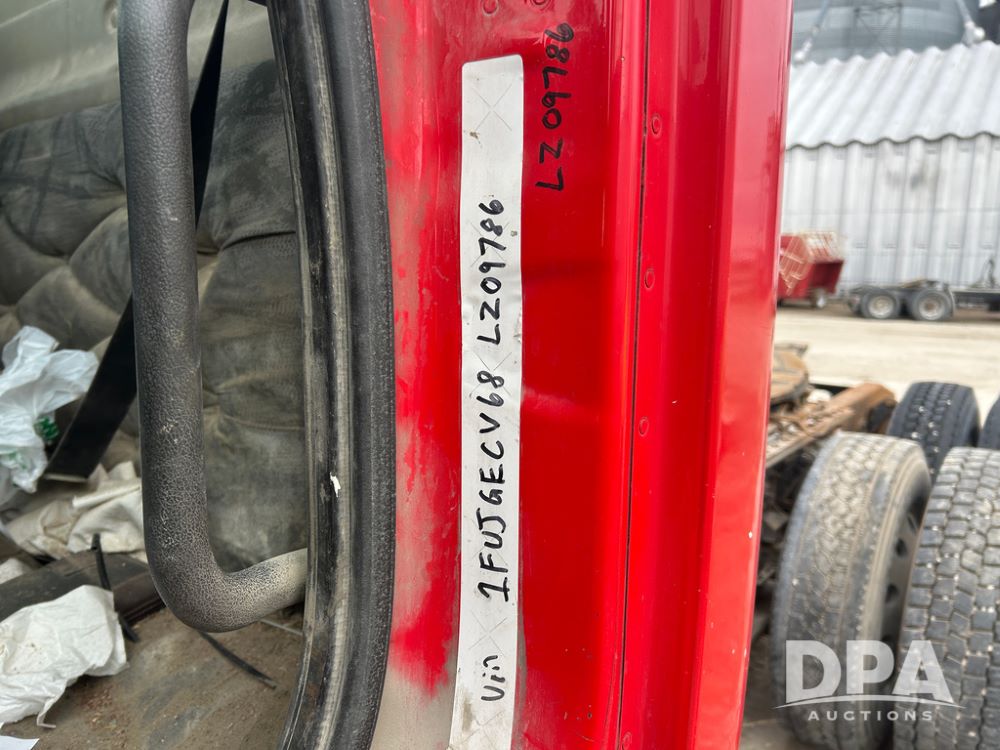 Vin 1FUJGECV68 LZ09786
LZ09786
DPA
AUCTIONS